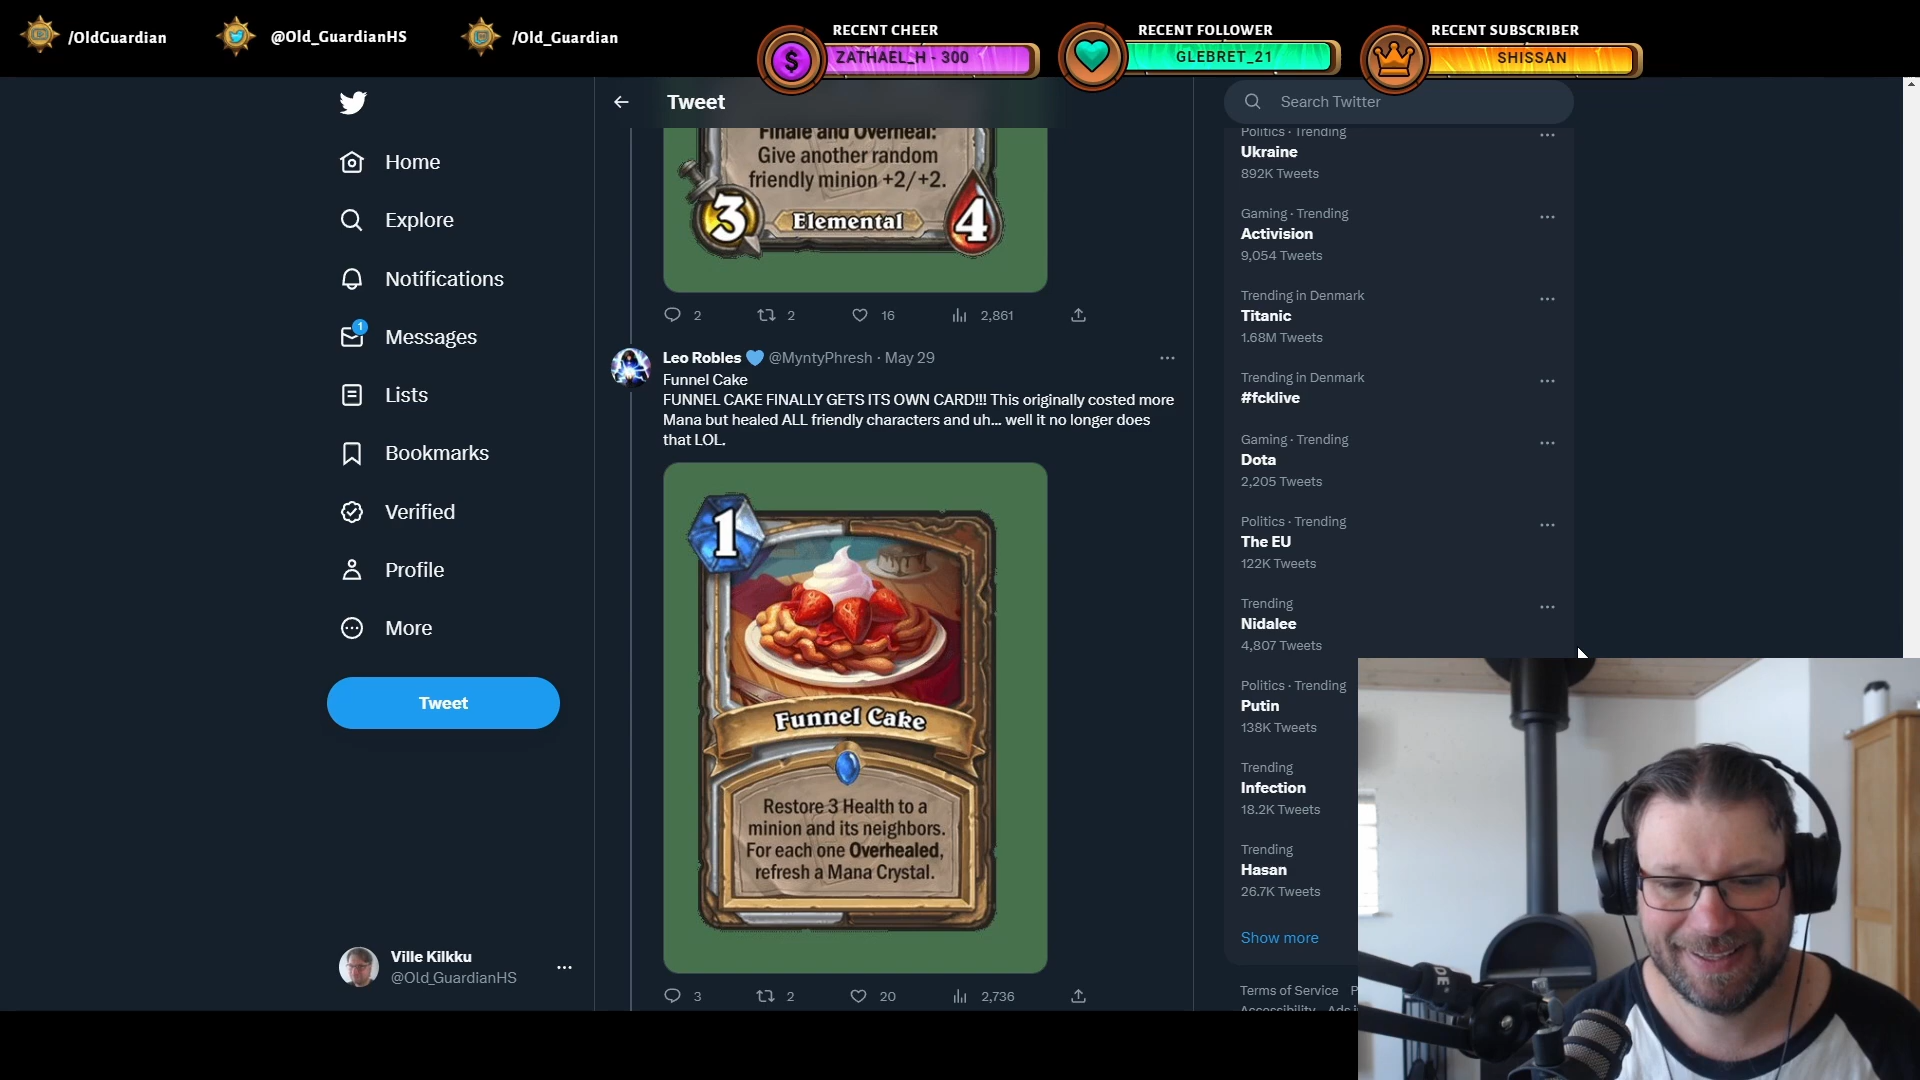 /OldGuardian
@Old_GuardianHS
/Old_Guardian
RECENT CHEER
ZATHAEL_H - 300
RECENT FOLLOWER
GLEBRET_21
RECENT SUBSCRIBER
SHISSAN
Home
Explore
Notifications
1
Messages
Lists
Bookmarks
Verified
Profile
More
Tweet
Ville Kilkku
@Old_GuardianHS
Tweet
Finale and Overheal:
Give another random
friendly minion +2/+2.
3
Elemental
4
2
2
16
2,861
Leo Robles @MyntyPhresh · May 29
Funnel Cake
FUNNEL CAKE FINALLY GETS ITS OWN CARD!!! This originally costed more
Mana but healed ALL friendly characters and uh... well it no longer does
that LOL.
1
Funnel Cake
Restore 3 Health to a
minion and its neighbors.
For each one Overhealed,
refresh a Mana Crystal.
3
2
20
2,736
Search Twitter
Politics · Trending
Ukraine
892K Tweets
Gaming · Trending
Activision
9,054 Tweets
Trending in Denmark
Titanic
1.68M Tweets
Trending in Denmark
#fcklive
Gaming · Trending
Dota
2,205 Tweets
Politics · Trending
The EU
122K Tweets
Trending
Nidalee
4,807 Tweets
Politics · Trending
Putin
138K Tweets
Trending
Infection
18.2K Tweets
Trending
Hasan
26.7K Tweets
Show more
Terms of Service